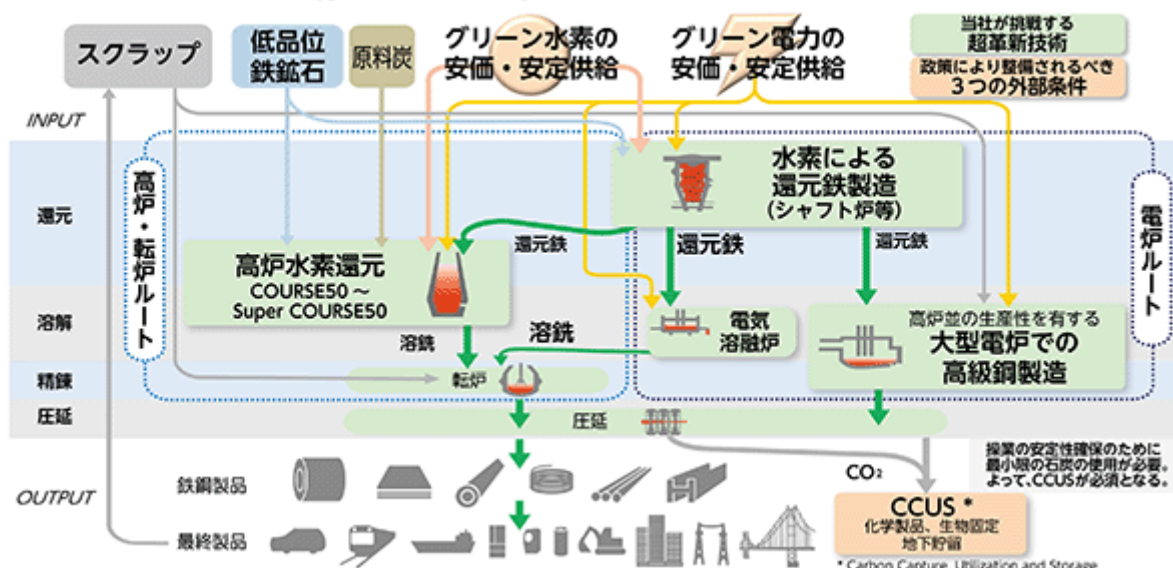 スクラップ
低品位
鉄鉱石
原料炭
グリーン水素の
安価・安定供給
グリーン電力の
安価・安定供給
当社が挑戦する
超革新技術
政策により整備されるべき
3つの外部条件
INPUT
高炉・転炉ルート
電炉ルート
還元
水素による
還元鉄製造
(シャフト炉等)
還元鉄
還元鉄
還元鉄
高炉水素還元
COURSE50～
Super COURSE50
溶解
溶銑
溶銑
電気
溶融炉
高炉並の生産性を有する
大型電炉での
高級鋼製造
精錬
転炉
圧延
圧延
操業の安定性確保のために
最小限の石炭の使用が必要。
よって、CCUSが必須となる。
CO₂
OUTPUT
鉄鋼製品
CCUS *
化学製品、生物固定
地下貯留
最終製品
* Carbon Capture, Utilization and Storage